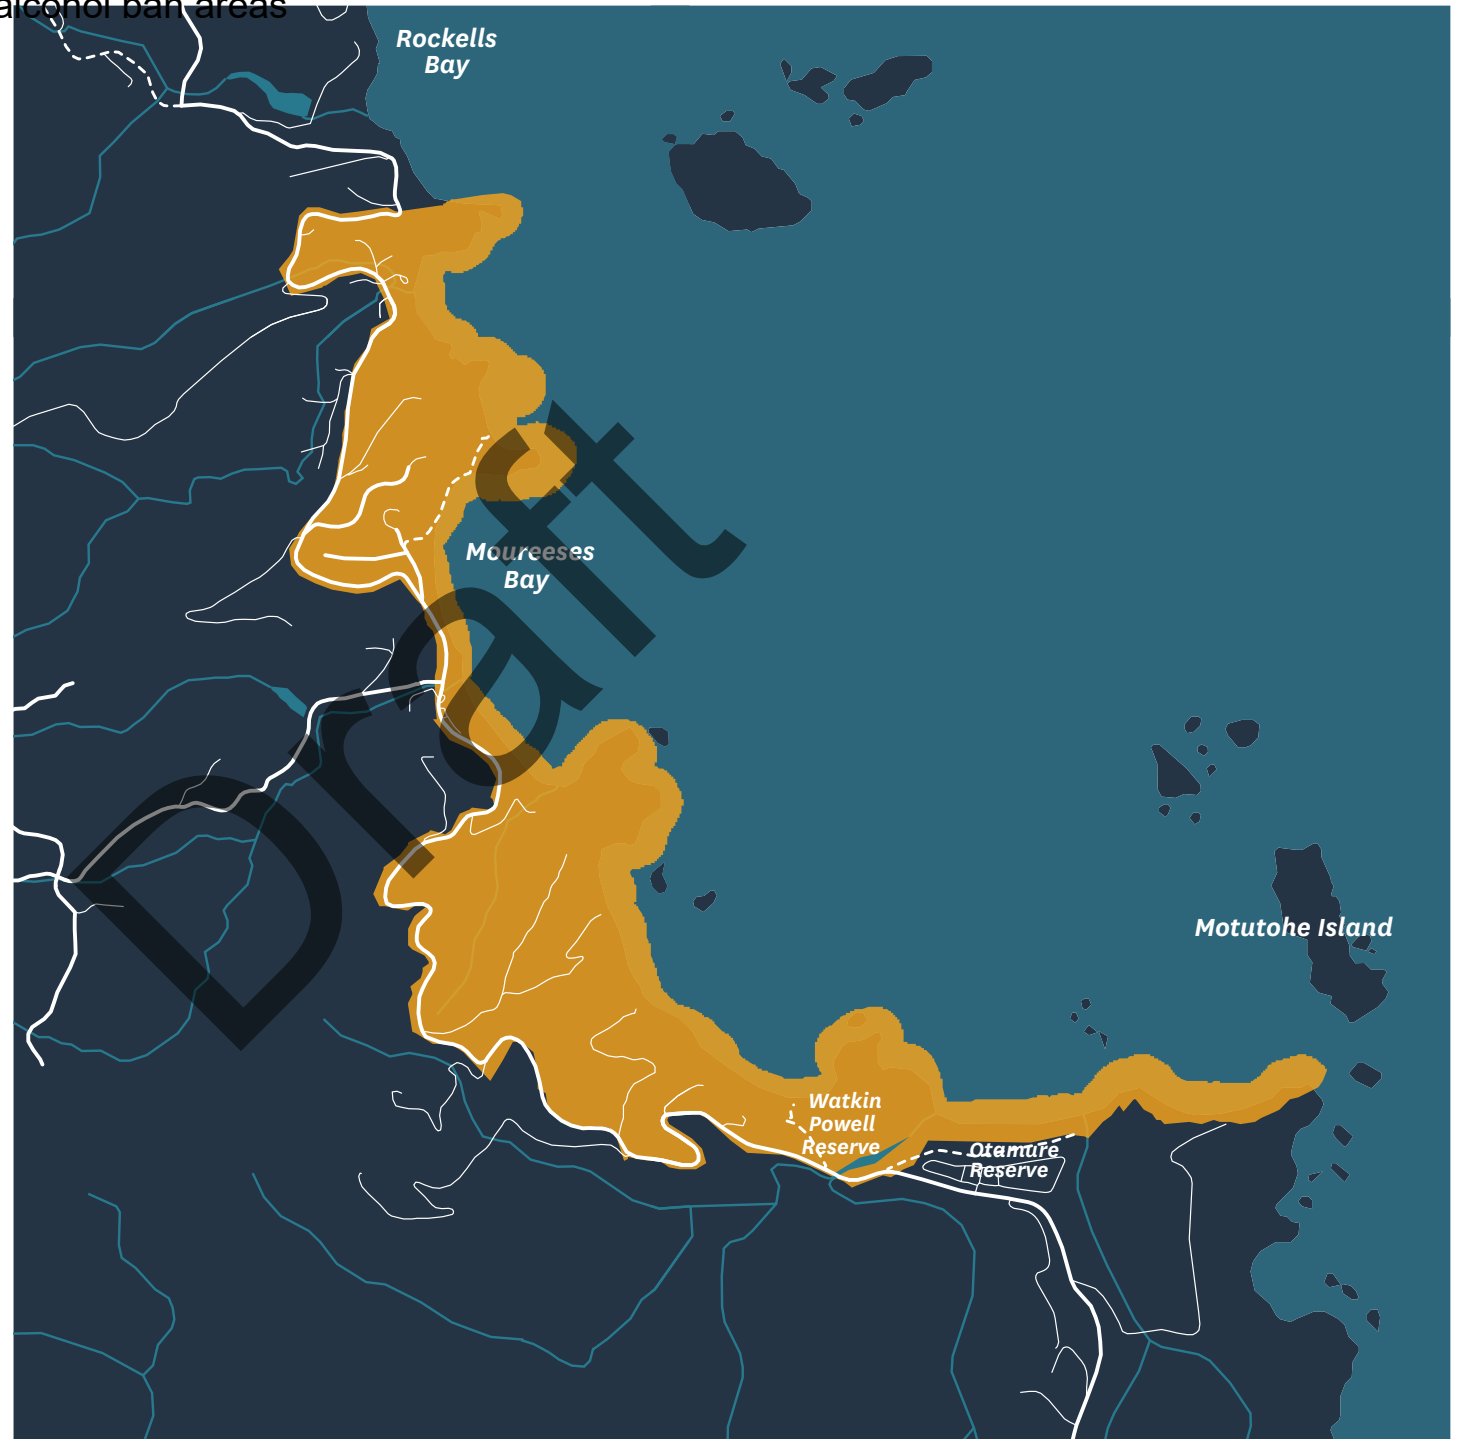 alcohol ban areas
Rockells
Bay
Moureeses
Bay
Draft
Motutohe Island
Watkin
Powell
Reserve
Otamure
Reserve